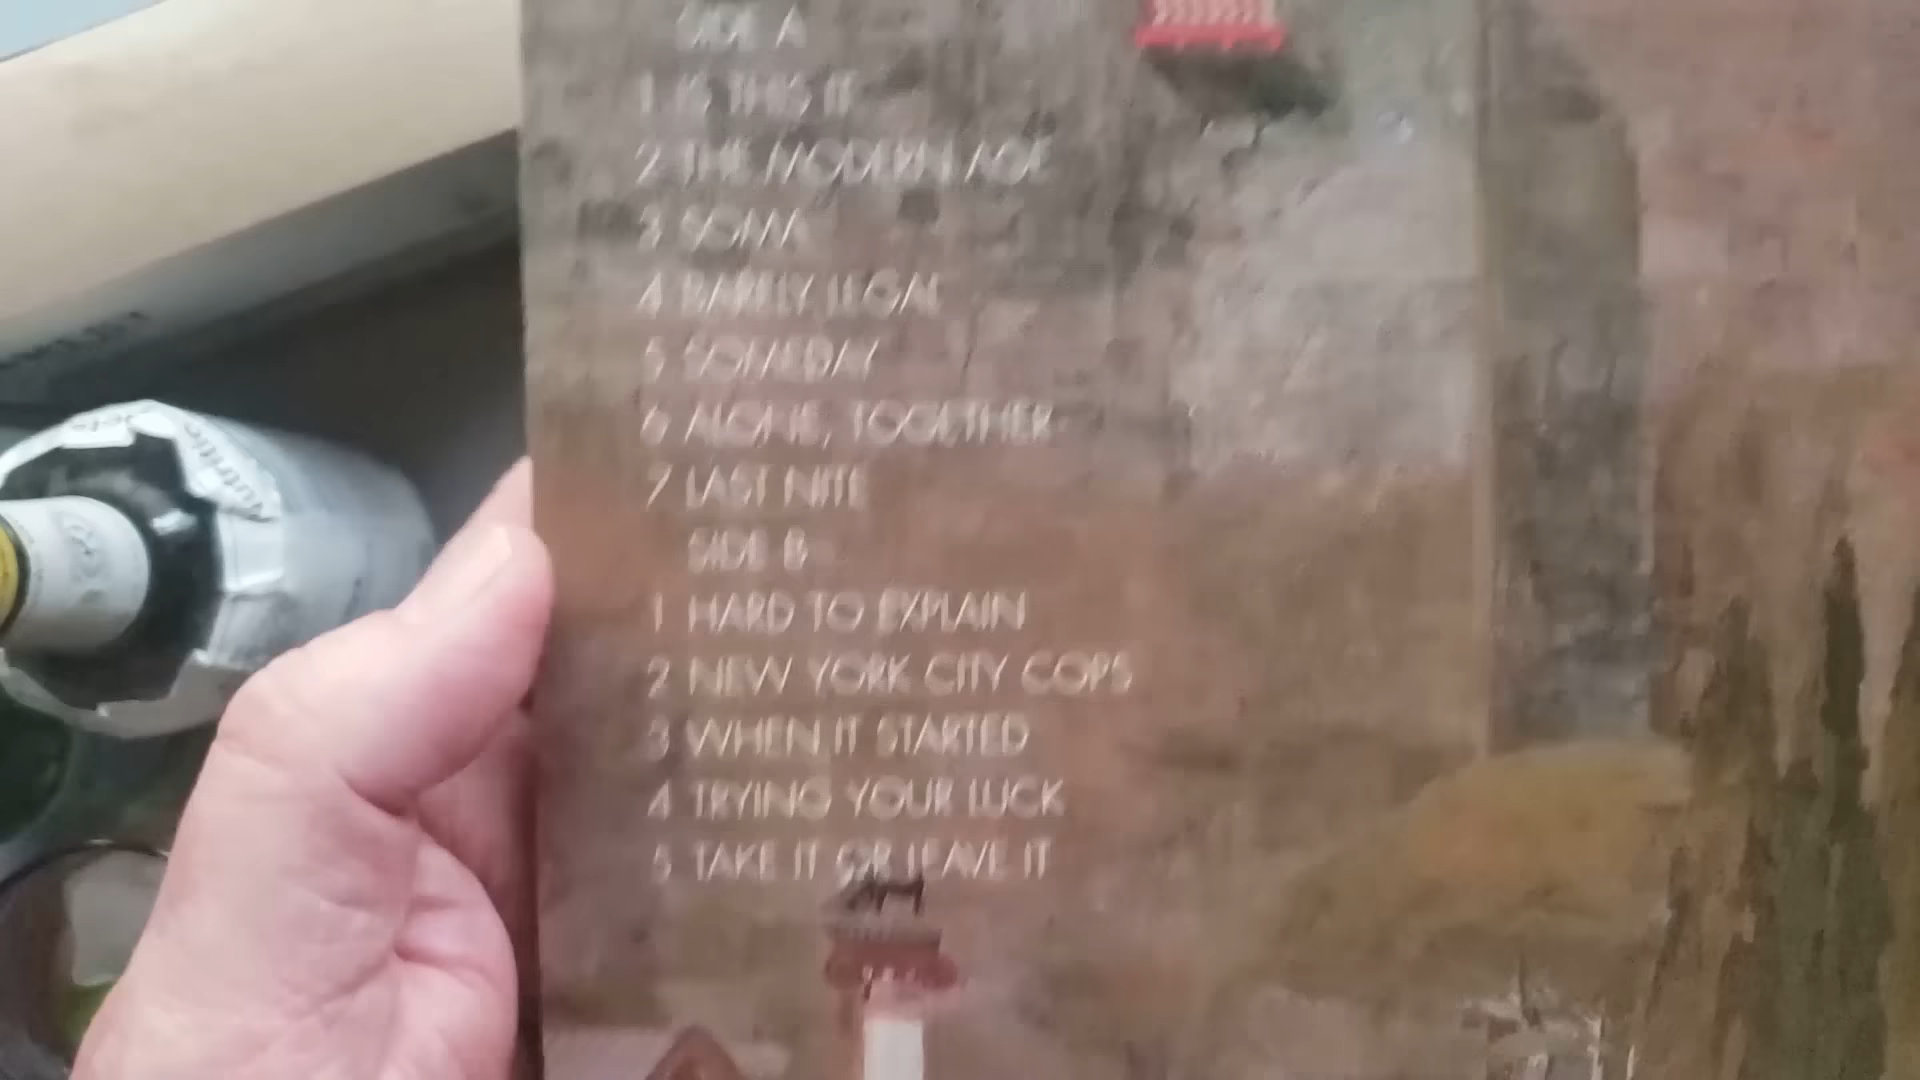 SIDE A
1 IS THIS IT
2 THE MODERN AGE
3 SOMA
4 BARELY LEGAL
5 SOMEDAY
6 ALONE, TOGETHER
7 LAST NITE
SIDE B
1 HARD TO EXPLAIN
2 NEW YORK CITY COPS
3 WHEN IT STARTED
4 TRYING YOUR LUCK
5 TAKE IT OR LEAVE IT
Nutritio